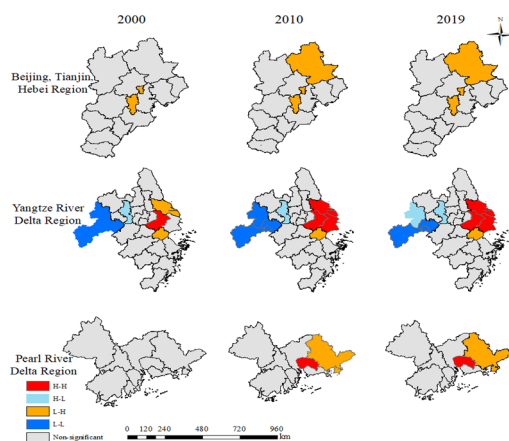 2000 2010 2019
N
Beijing, Tianjin,
Hebei Region
Yangtze River
Delta Region
Pearl River
Delta Region
H-H
H-L
L-H
L-L
Non-significant
0 120 240 480 720 960
km